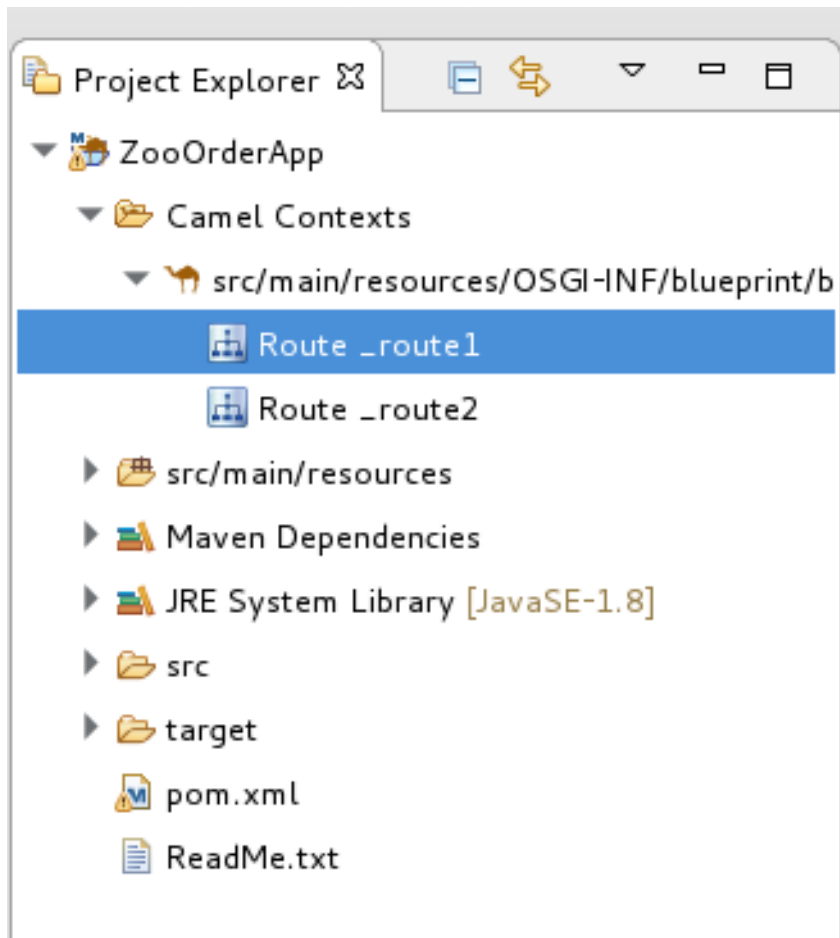 Project Explorer
ZooOrderApp
Camel Contexts
src/main/resources/OSGI-INF/blueprint/b
Route _route1
Route _route2
src/main/resources
Maven Dependencies
JRE System Library [JavaSE-1.8]
src
target
pom.xml
ReadMe.txt